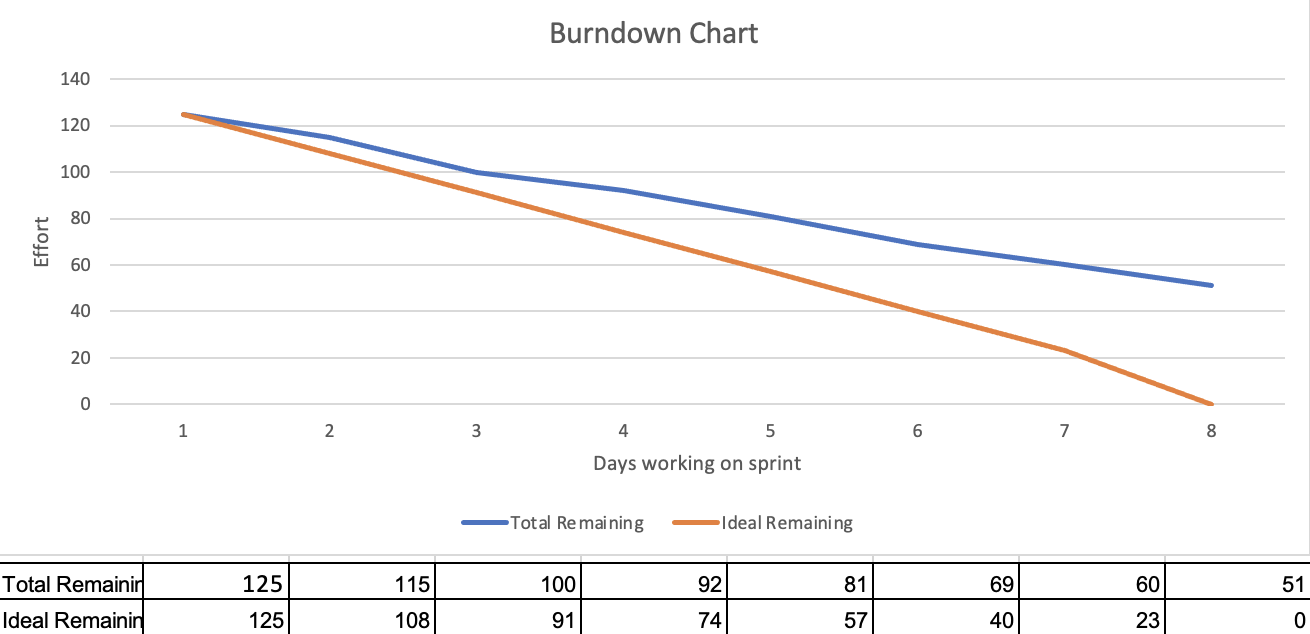 Burndown Chart
140
120
100
80
60
40
20
0
Effort
1 2 3 4 5 6 7 8
Days working on sprint
Total Remaining Ideal Remaining
Total Remainin 125 115 100 92 81 69 60 51
Ideal Remainin 125 108 91 74 57 40 23 0